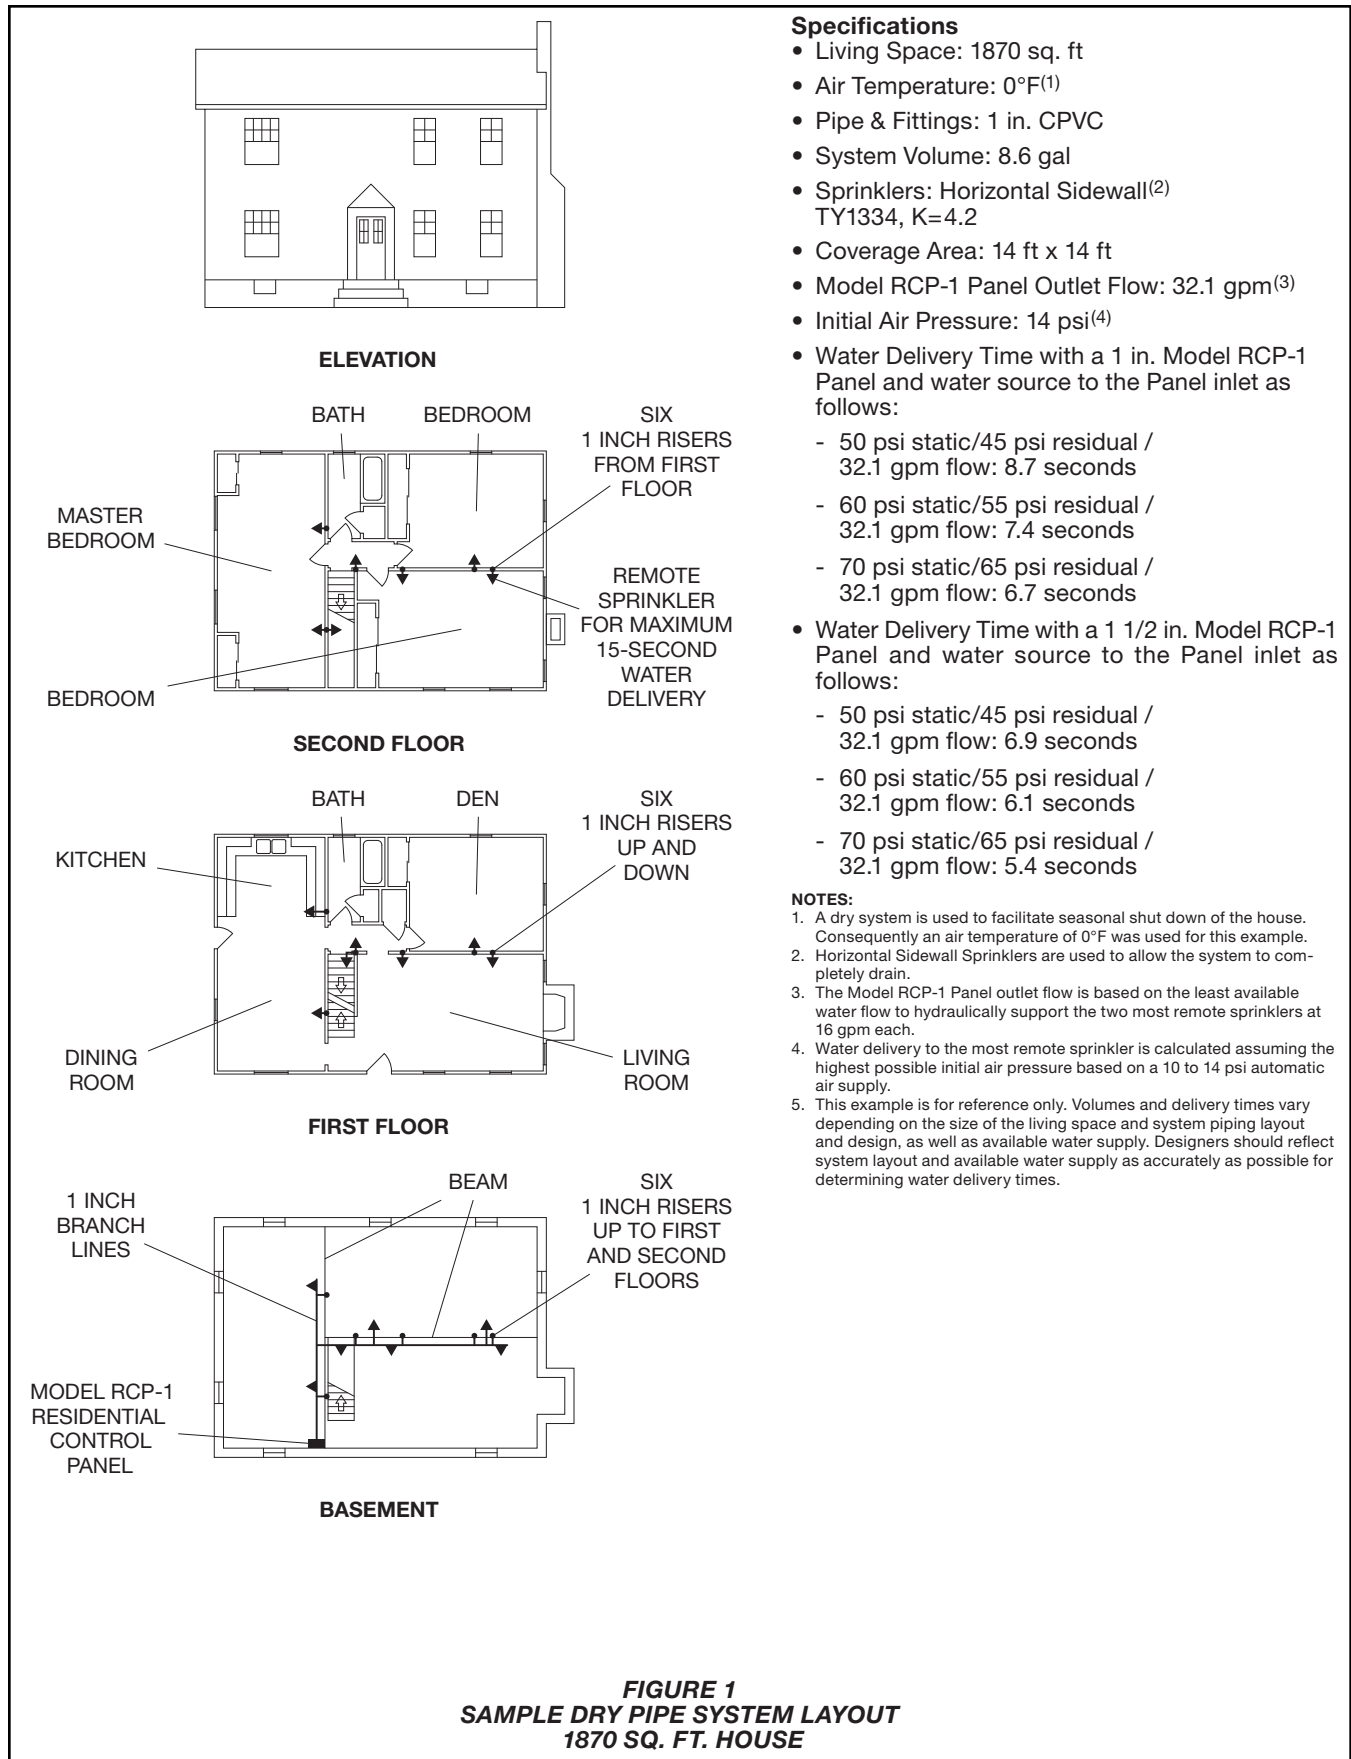 ELEVATION
BATH
BEDROOM
SIX
1 INCH RISERS
FROM FIRST
FLOOR
MASTER
BEDROOM
REMOTE
SPRINKLER
FOR MAXIMUM
15-SECOND
WATER
DELIVERY
BEDROOM
SECOND FLOOR
BATH
DEN
SIX
1 INCH RISERS
UP AND
DOWN
KITCHEN
DINING
ROOM
LIVING
ROOM
FIRST FLOOR
1 INCH
BRANCH
LINES
BEAM
SIX
1 INCH RISERS
UP TO FIRST
AND SECOND
FLOORS
MODEL RCP-1
RESIDENTIAL
CONTROL
PANEL
BASEMENT
Specifications
• Living Space: 1870 sq. ft
• Air Temperature: 0°F(1)
• Pipe & Fittings: 1 in. CPVC
• System Volume: 8.6 gal
• Sprinklers: Horizontal Sidewall(2)
TY1334, K=4.2
• Coverage Area: 14 ft x 14 ft
• Model RCP-1 Panel Outlet Flow: 32.1 gpm(3)
• Initial Air Pressure: 14 psi(4)
• Water Delivery Time with a 1 in. Model RCP-1
Panel and water source to the Panel inlet as
follows:
- 50 psi static/45 psi residual /
32.1 gpm flow: 8.7 seconds
- 60 psi static/55 psi residual /
32.1 gpm flow: 7.4 seconds
- 70 psi static/65 psi residual /
32.1 gpm flow: 6.7 seconds
• Water Delivery Time with a 1 1/2 in. Model RCP-1
Panel and water source to the Panel inlet as
follows:
- 50 psi static/45 psi residual /
32.1 gpm flow: 6.9 seconds
- 60 psi static/55 psi residual /
32.1 gpm flow: 6.1 seconds
- 70 psi static/65 psi residual /
32.1 gpm flow: 5.4 seconds
NOTES:
1. A dry system is used to facilitate seasonal shut down of the house.
Consequently an air temperature of 0°F was used for this example.
2. Horizontal Sidewall Sprinklers are used to allow the system to com-
pletely drain.
3. The Model RCP-1 Panel outlet flow is based on the least available
water flow to hydraulically support the two most remote sprinklers at
16 gpm each.
4. Water delivery to the most remote sprinkler is calculated assuming the
highest possible initial air pressure based on a 10 to 14 psi automatic
air supply.
5. This example is for reference only. Volumes and delivery times vary
depending on the size of the living space and system piping layout
and design, as well as available water supply. Designers should reflect
system layout and available water supply as accurately as possible for
determining water delivery times.
FIGURE 1
SAMPLE DRY PIPE SYSTEM LAYOUT
1870 SQ. FT. HOUSE